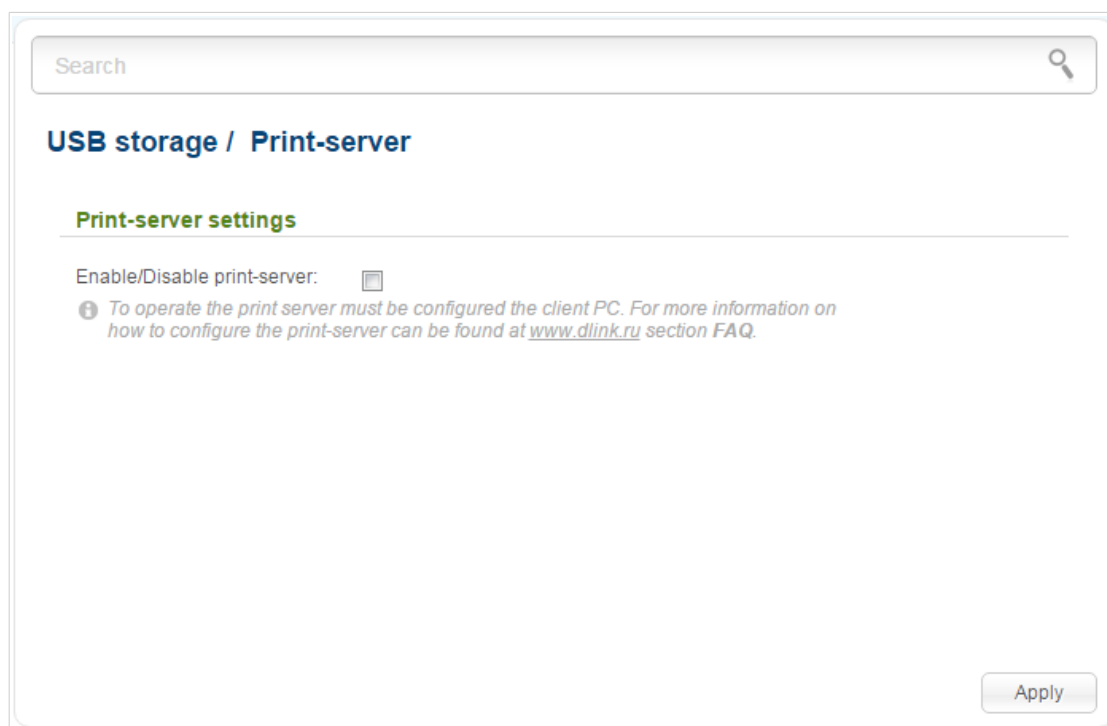 Search
USB storage / Print-server
Print-server settings
Enable/Disable print-server:
To operate the print server must be configured the client PC. For more information on
how to configure the print-server can be found at www.dlink.ru section FAQ.
Apply